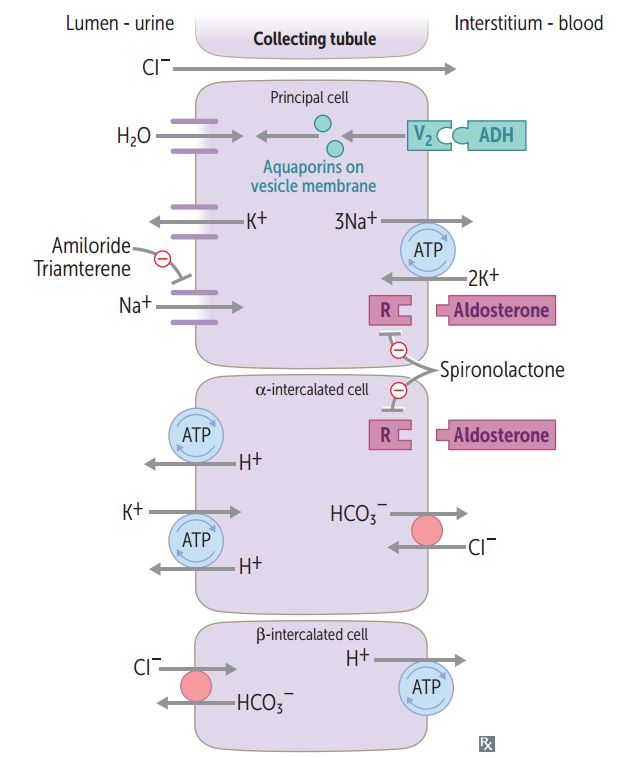 Lumen - urine
Collecting tubule
Interstitium - blood
Cl⁻
Principal cell
H₂O
V₂
ADH
Aquaporins on
vesicle membrane
K+
3Na+
ATP
2K+
Amiloride
Triamterene
−
Na+
R
Aldosterone
−
Spironolactone
−
α-intercalated cell
ATP
H+
R
Aldosterone
K+
ATP
H+
HCO₃⁻
Cl⁻
β-intercalated cell
Cl⁻
HCO₃⁻
H+
ATP
Rx